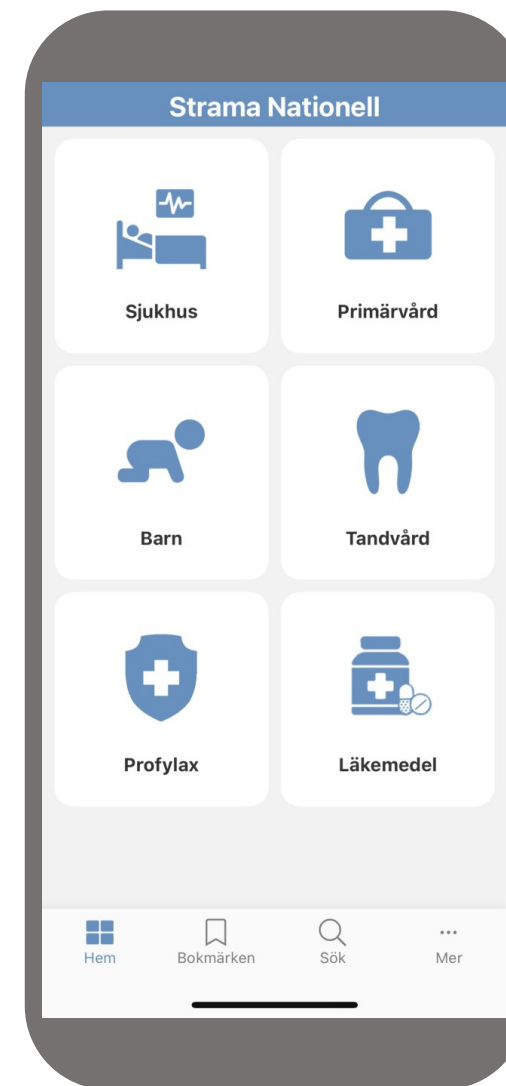 Strama Nationell
Sjukhus
Primärvård
Barn
Tandvård
Profylax
Läkemedel
Hem
Bokmärken
Sök
Mer